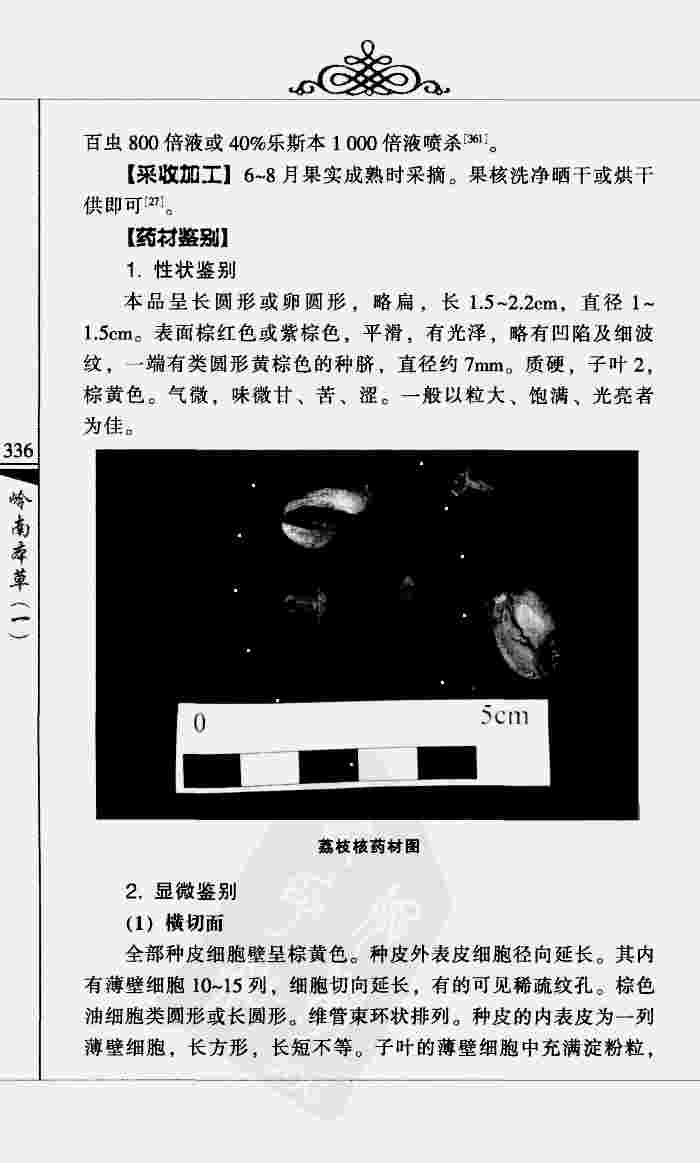 百虫 800 倍液或 40%乐斯本 1 000 倍液喷杀[361]。
【采收加工】 6~8 月果实成熟时采摘。果核洗净晒干或烘干
供即可[27]。
【药材鉴别】
1. 性状鉴别
本品呈长圆形或卵圆形，略扁，长 1.5~2.2cm，直径 1~
1.5cm。表面棕红色或紫棕色，平滑，有光泽，略有凹陷及细波
纹，一端有类圆形黄棕色的种脐，直径约 7mm。质硬，子叶 2，
棕黄色。气微，味微甘、苦、涩。一般以粒大、饱满、光亮者
为佳。
336
岭南本草（一）
0
5cm
荔枝核药材图
2. 显微鉴别
(1) 横切面
全部种皮细胞壁呈棕黄色。种皮外表皮细胞径向延长。其内
有薄壁细胞 10~15 列，细胞切向延长，有的可见稀疏纹孔。棕色
油细胞类圆形或长圆形。维管束环状排列。种皮的内表皮为一列
薄壁细胞，长方形，长短不等。子叶的薄壁细胞中充满淀粉粒，